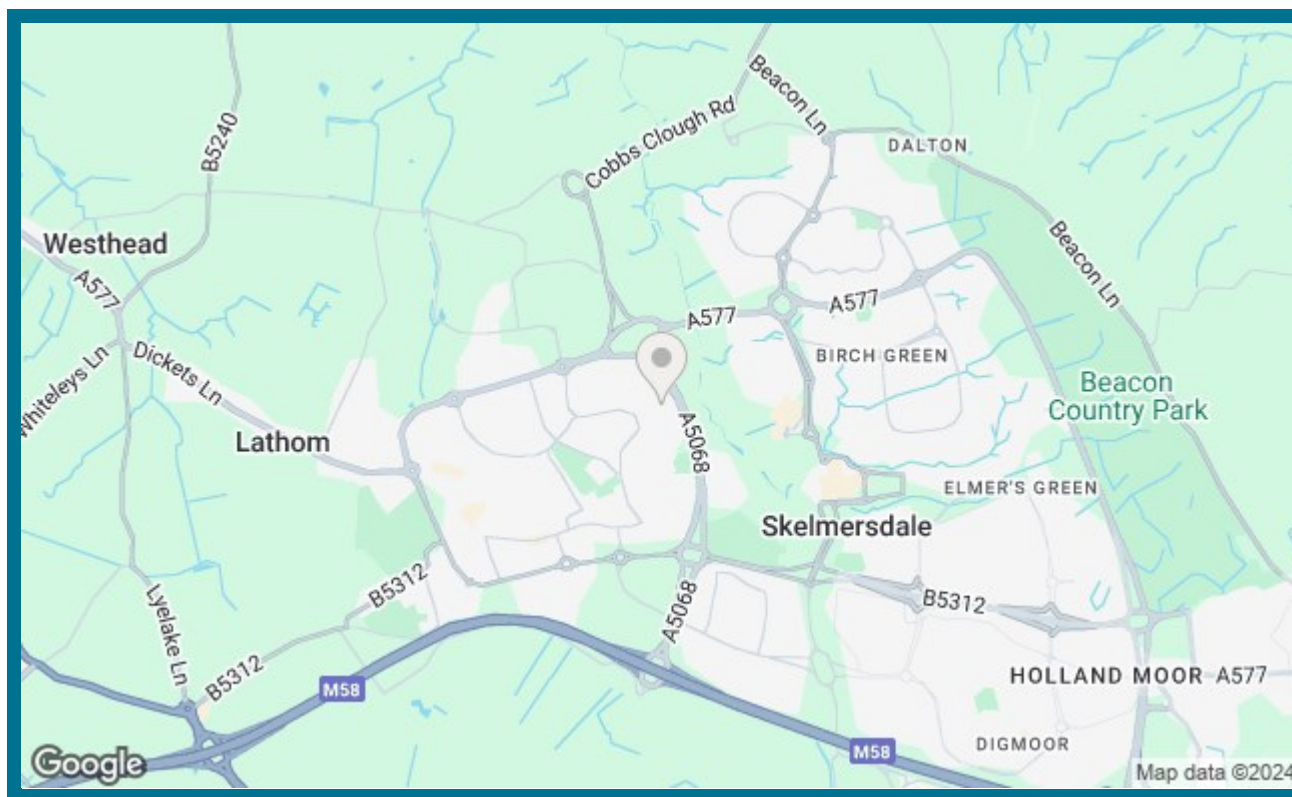 Beacon Ln
Cobbs Clough Rd
B5240
DALTON
Westhead
A577
Beacon Ln
A577
A577
Whiteleys Ln
Dickets Ln
BIRCH GREEN
Beacon
Country Park
Lathom
A5068
ELMER'S GREEN
Skelmersdale
B5312
A5068
B5312
Lyelake Ln
B5312
HOLLAND MOOR
A577
M58
M58
DIGMOOR
Google
Map data ©2024